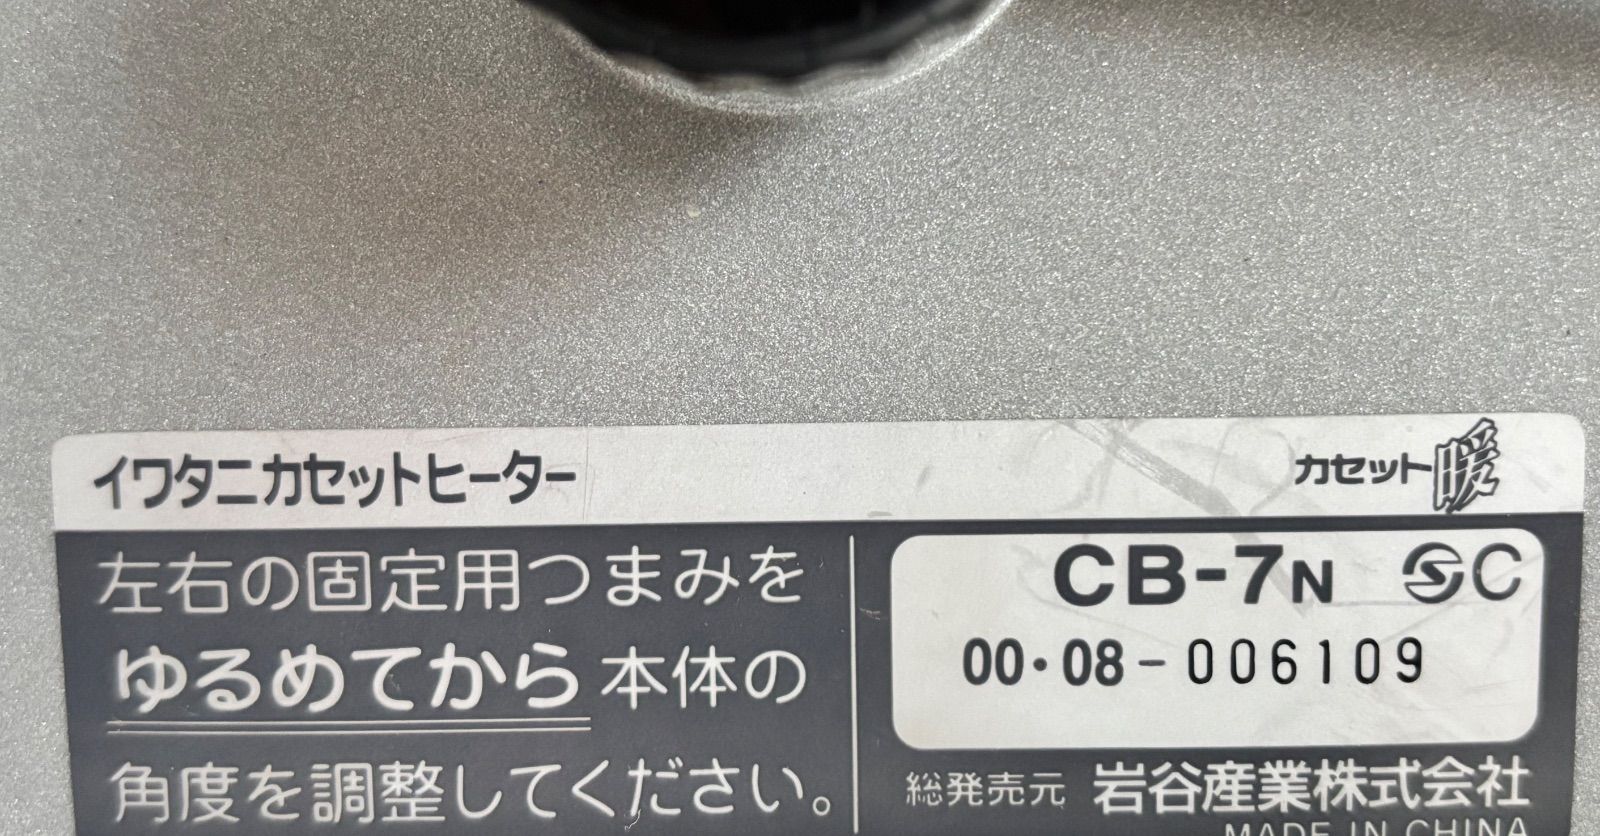 イワタニカセットヒーター
カセット暖
左右の固定用つまみを
ゆるめてから本体の
角度を調整してください。
CB-7N SC
00・08-006109
総発売元 岩谷産業株式会社
MADE IN CHINA